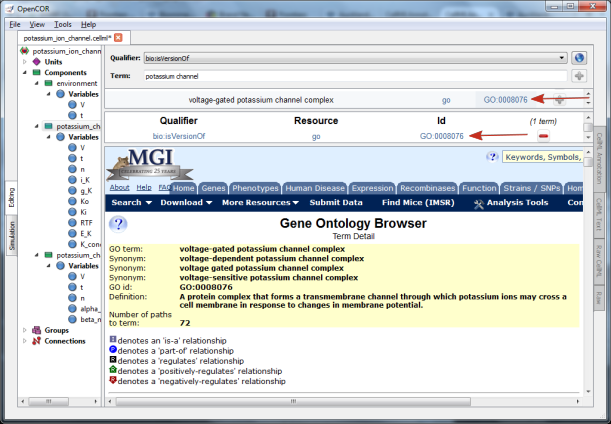 OpenCOR
File View Tools Help
potassium_ion_channel.cellml*
potassium_ion_chann
Units
Components
environment
Variables
V
t
potassium_cha
Variables
V
t
n
i_K
g_K
Ko
Ki
RTF
E_K
K_conc
potassium_cha
Variables
V
t
n
alpha_
beta_n
Groups
Connections
Editing
Simulation
Qualifier: bio:isVersionOf
Term: potassium channel
voltage-gated potassium channel complex go GO:0008076
Qualifier Resource Id (1 term)
bio:isVersionOf go GO:0008076
MGI
CELEBRATING 25 YEARS
? Keywords, Symbols,
About Help FAQ Home Genes Phenotypes Human Disease Expression Recombinases Function Strains / SNPs Hom
Search Download More Resources Submit Data Find Mice (IMSR) Analysis Tools Con
? Gene Ontology Browser
Term Detail
GO term: voltage-gated potassium channel complex
Synonym: voltage-dependent potassium channel complex
Synonym: voltage gated potassium channel complex
Synonym: voltage-sensitive potassium channel complex
GO id: GO:0008076
Definition: A protein complex that forms a transmembrane channel through which potassium ions may cross a
cell membrane in response to changes in membrane potential.
Number of paths
to term: 72
I denotes an 'is-a' relationship
P denotes a 'part-of' relationship
R denotes a 'regulates' relationship
denotes a 'positively-regulates' relationship
denotes a 'negatively-regulates' relationship
CellML Annotation
CellML Text
Raw CellML
Raw